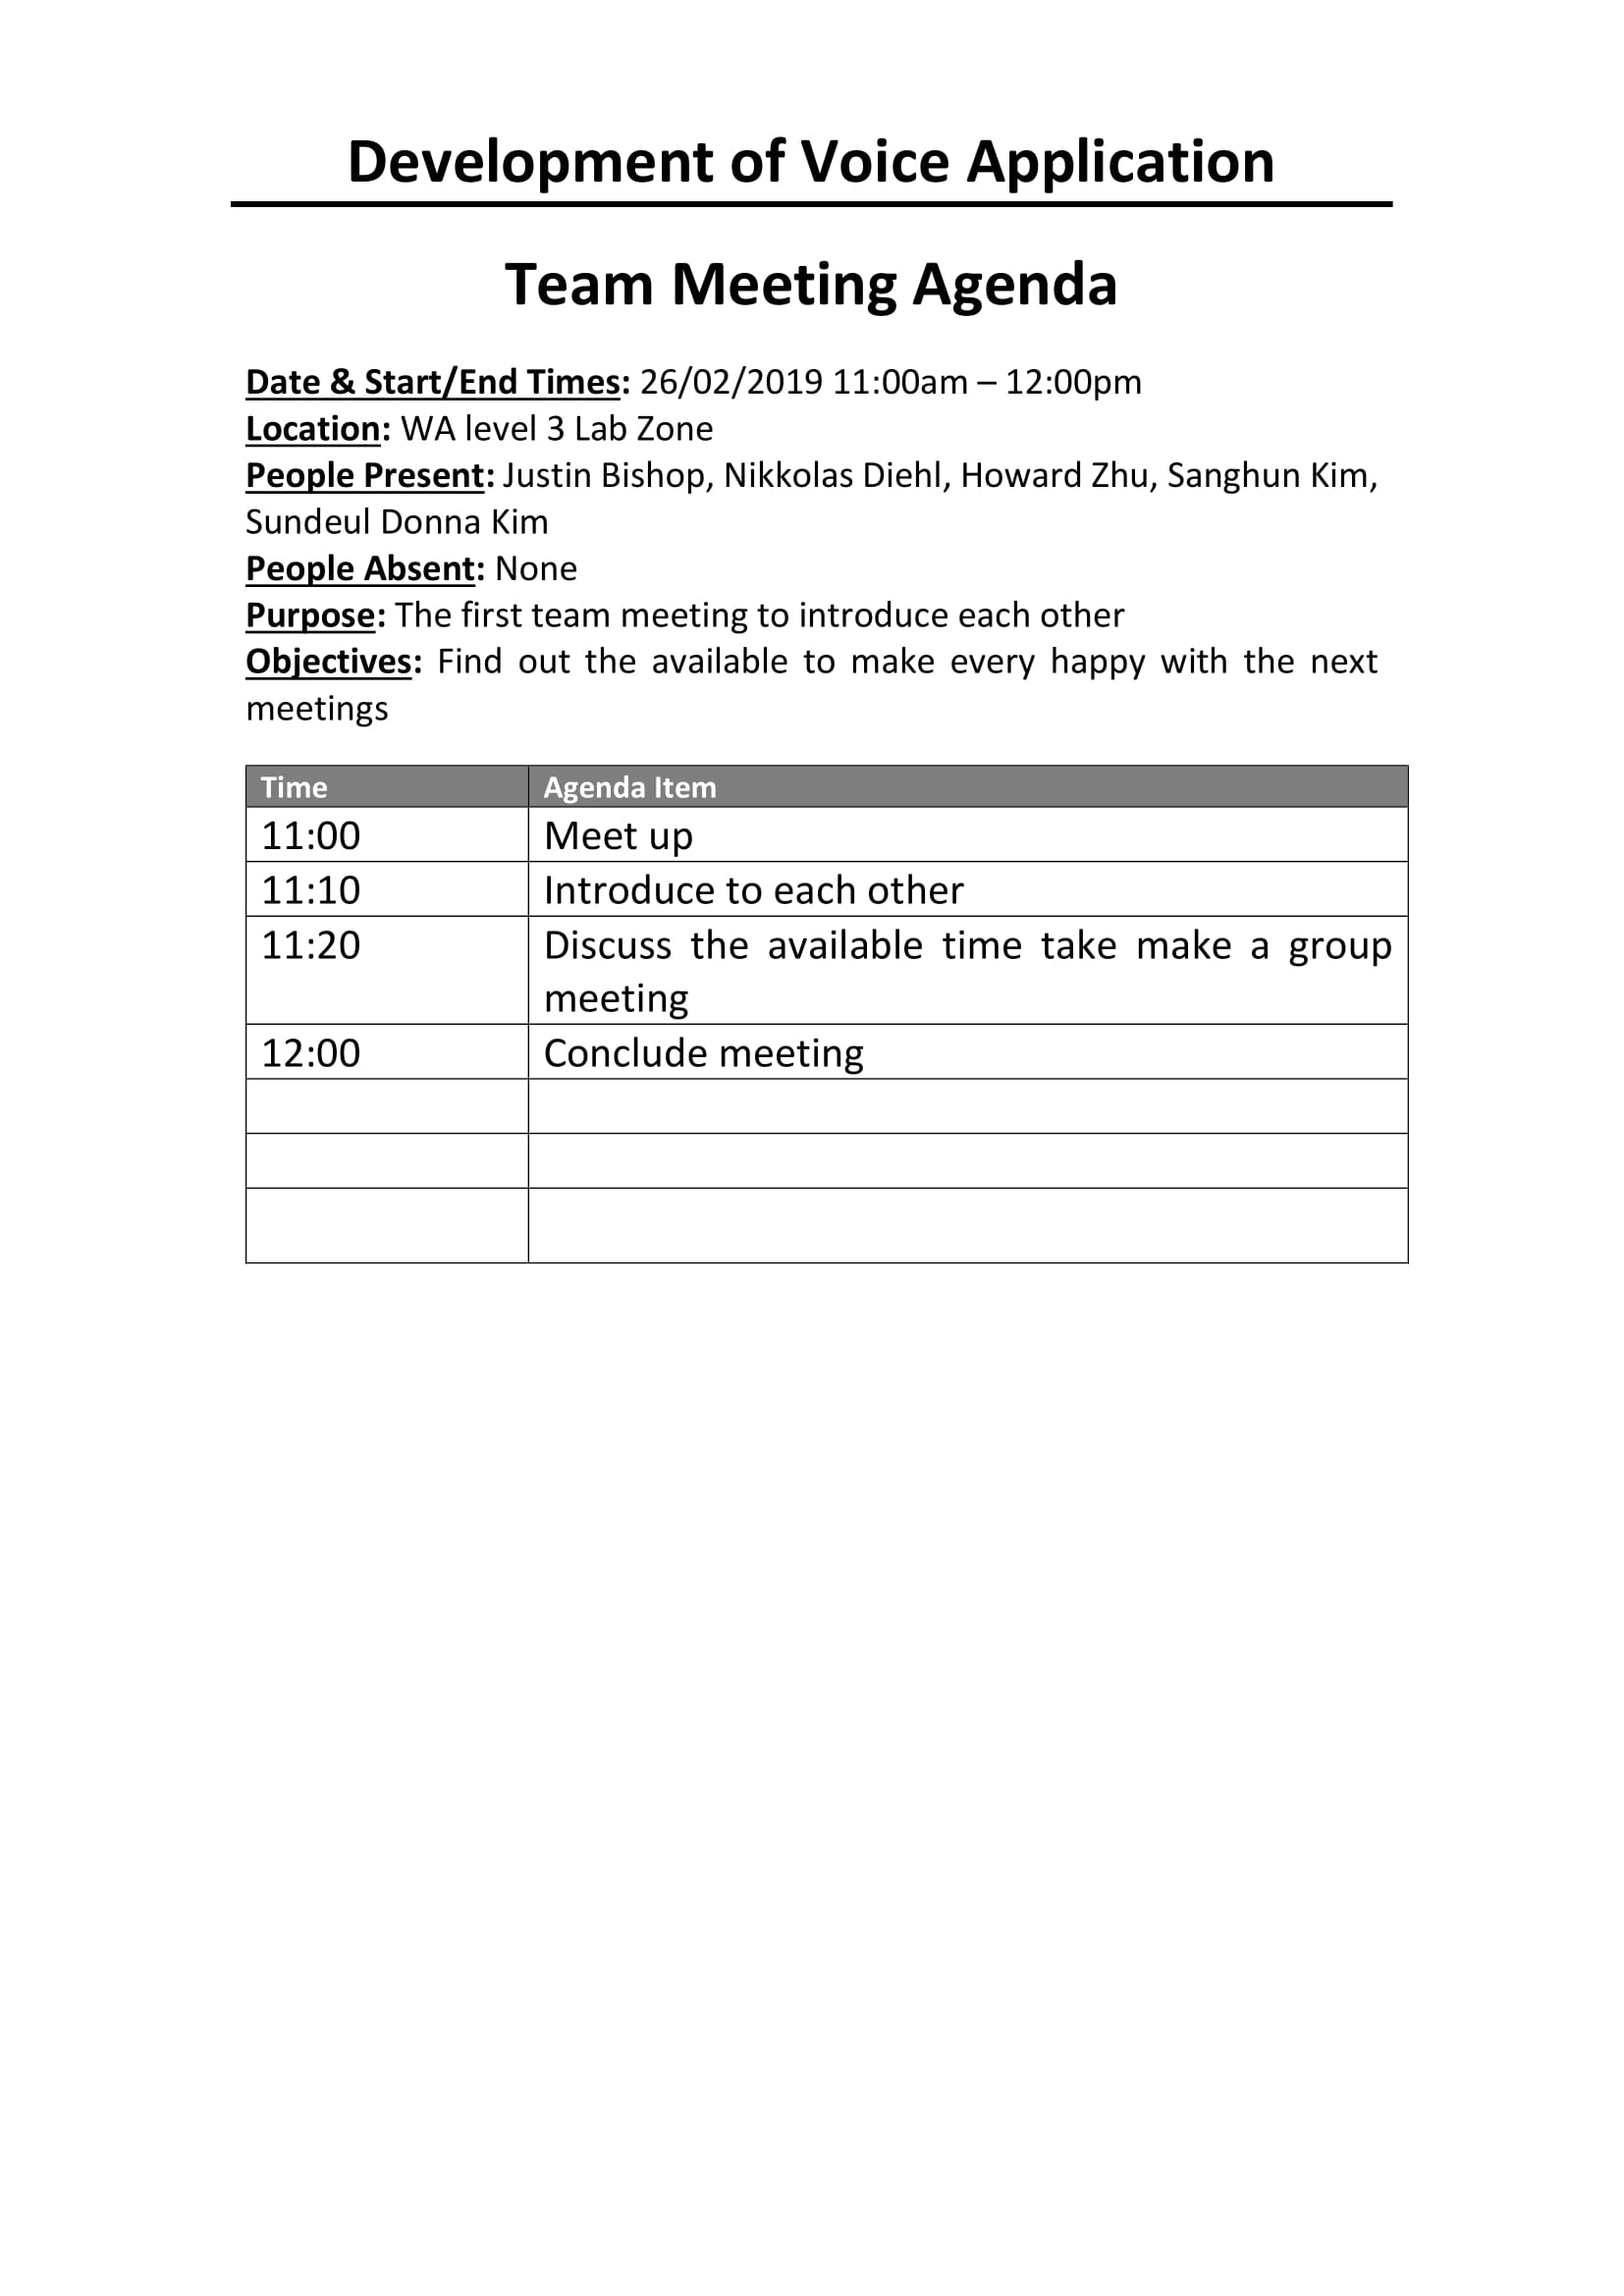 Development of Voice Application
Team Meeting Agenda
Date & Start/End Times: 26/02/2019 11:00am – 12:00pm
Location: WA level 3 Lab Zone
People Present: Justin Bishop, Nikkolas Diehl, Howard Zhu, Sanghun Kim,
Sundeul Donna Kim
People Absent: None
Purpose: The first team meeting to introduce each other
Objectives: Find out the available to make every happy with the next
meetings
Time Agenda Item
11:00 Meet up
11:10 Introduce to each other
11:20 Discuss the available time take make a group
meeting
12:00 Conclude meeting